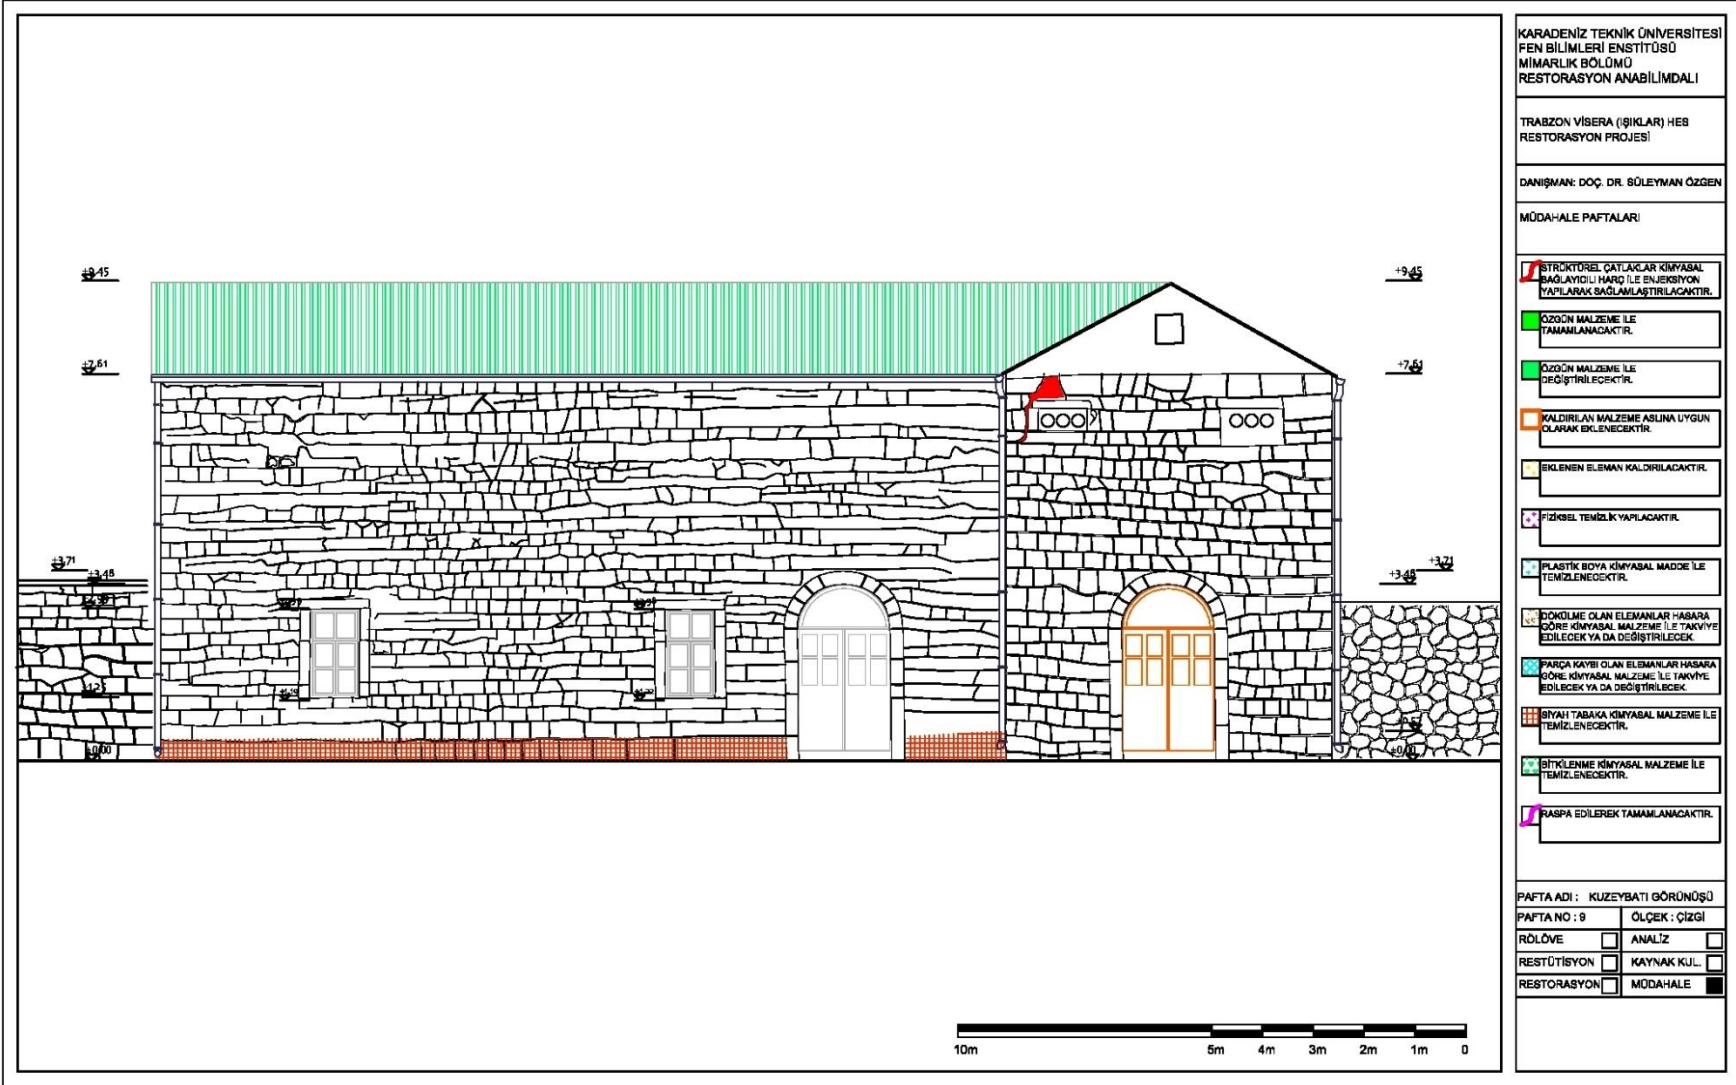 KARADENİZ TEKNİK ÜNİVERSİTESİ
FEN BİLİMLERİ ENSTİTÜSÜ
MİMARLIK BÖLÜMÜ
RESTORASYON ANABİLİMDALI
TRABZON VİSERA (IŞIKLAR) HES
RESTORASYON PROJESİ
DANIŞMAN: DOÇ. DR. SÜLEYMAN ÖZGEN
MÜDAHALE PAFTALARI
STRÜKTÜREL ÇATLAKLAR KİMYASAL
BAĞLAYICILI HARÇ İLE ENJEKSİYON
YAPILARAK SAĞLAMLAŞTIRILACAKTIR.
ÖZGÜN MALZEME İLE
TAMAMLANACAKTIR.
ÖZGÜN MALZEME İLE
DEĞİŞTİRİLECEKTİR.
KALDIRILAN MALZEME ASLINA UYGUN
OLARAK EKLENECEKTİR.
EKLENEN ELEMAN KALDIRILACAKTIR.
FİZİKSEL TEMİZLİK YAPILACAKTIR.
PLASTİK BOYA KİMYASAL MADDE İLE
TEMİZLENECEKTİR.
DÖKÜLME OLAN ELEMANLAR HASARA
GÖRE KİMYASAL MALZEME İLE TAKVİYE
EDİLECEK YA DA DEĞİŞTİRİLECEK.
PARÇA KAYBI OLAN ELEMANLAR HASARA
GÖRE KİMYASAL MALZEME İLE TAKVİYE
EDİLECEK YA DA DEĞİŞTİRİLECEK.
SİYAH TABAKA KİMYASAL MALZEME İLE
TEMİZLENECEKTİR.
BİTKİLENME KİMYASAL MALZEME İLE
TEMİZLENECEKTİR.
RASPA EDİLEREK TAMAMLANACAKTIR.
PAFTA ADI : KUZEYBATI GÖRÜNÜŞÜ
PAFTA NO : 9 ÖLÇEK : ÇİZGİ
RÖLÖVE ANALİZ
RESTÜTİSYON KAYNAK KUL.
RESTORASYON MÜDAHALE
+9.45 +9.45
+7.61 +7.61
+3.71 +3.71
+3.48 +3.48
+0.00 +0.00
10m 5m 4m 3m 2m 1m 0